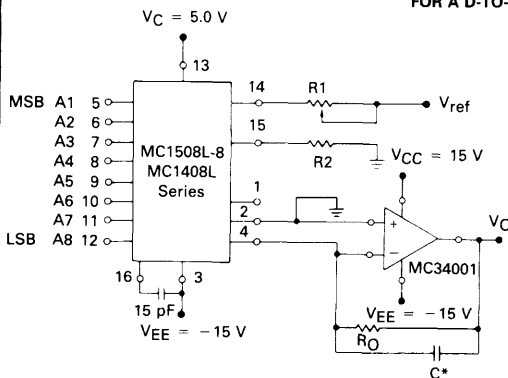 FOR A D-TO-
VC = 5.0 V
13
MSB A1 5
A2 6
A3 7
A4 8
A5 9
A6 10
A7 11
LSB A8 12
MC1508L-8
MC1408L
Series
14
R1
Vref
15
R2
1
2
4
VCC = 15 V
+
−
VO
MC34001
16
3
15 pF
VEE = −15 V
VEE = −15 V
RO
C*